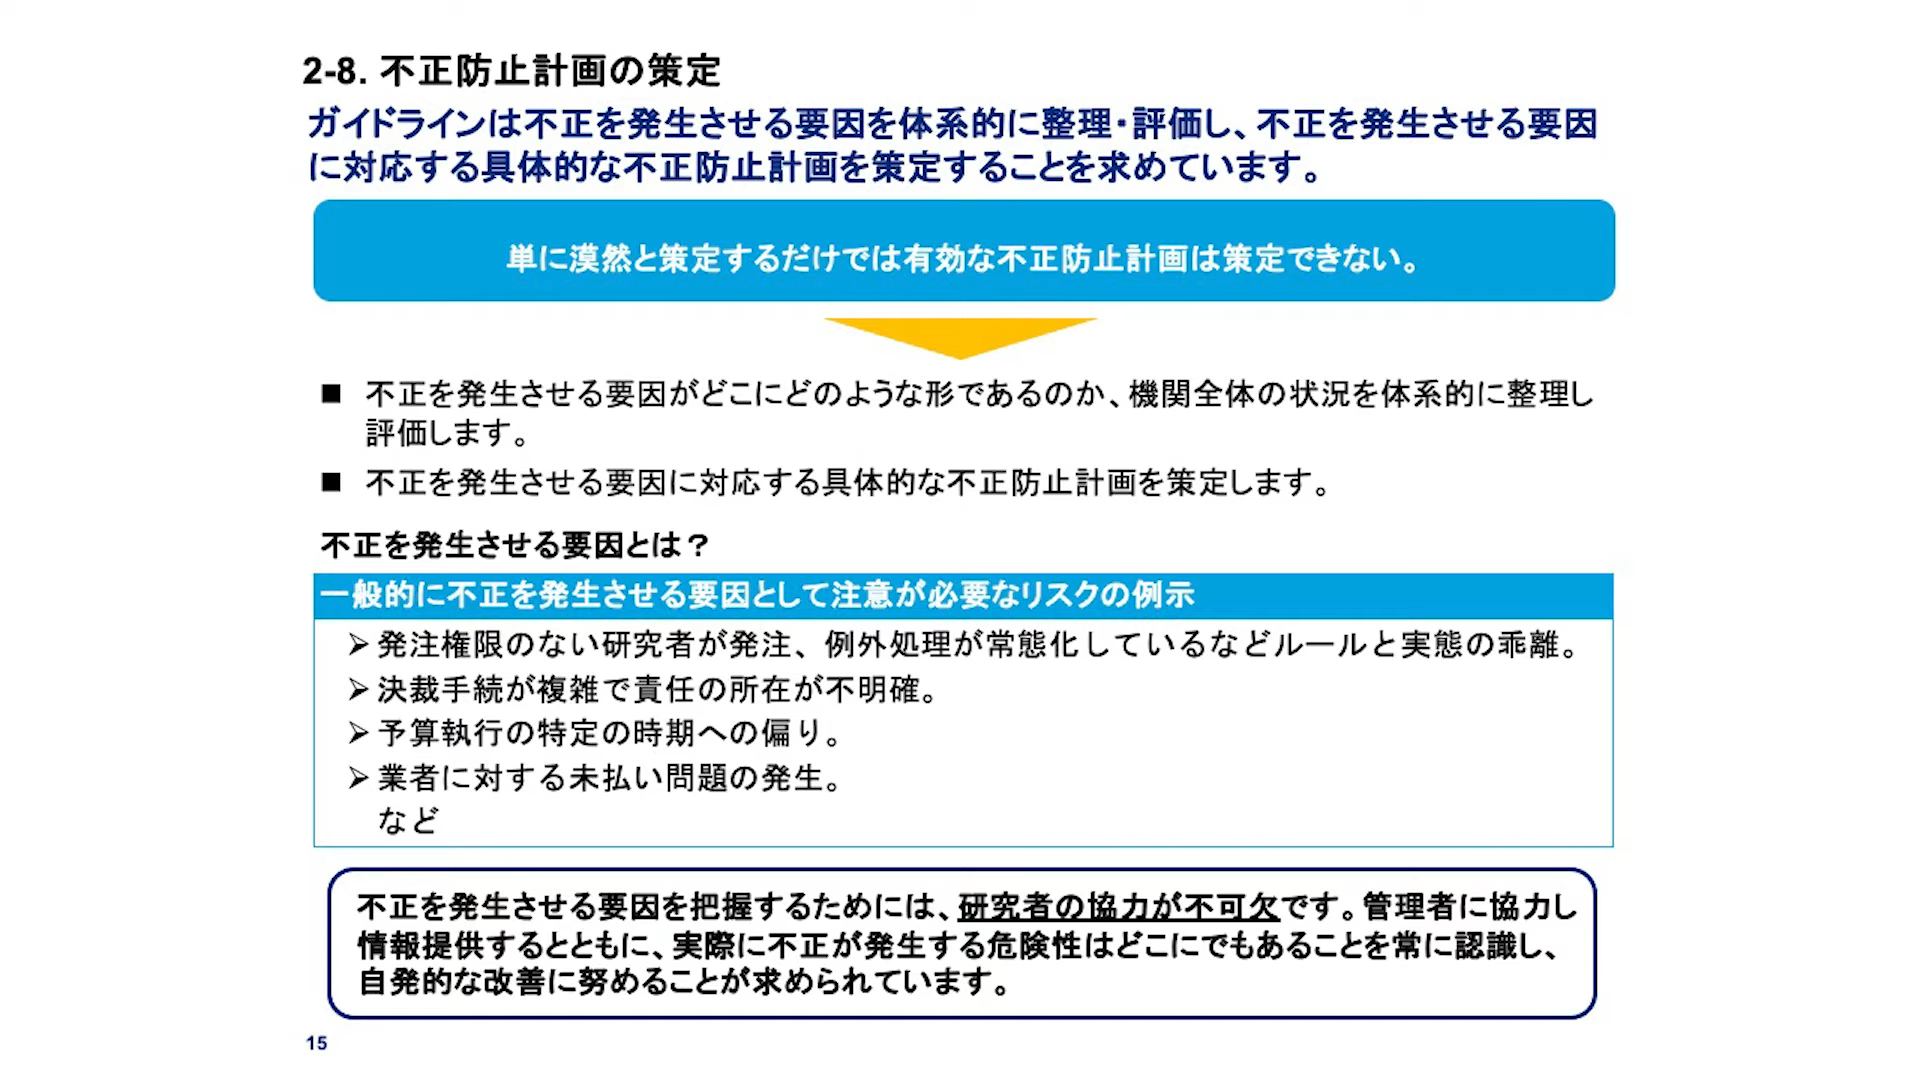 2-8. 不正防止計画の策定
ガイドラインは不正を発生させる要因を体系的に整理・評価し、不正を発生させる要因
に対応する具体的な不正防止計画を策定することを求めています。
単に漠然と策定するだけでは有効な不正防止計画は策定できない。
■ 不正を発生させる要因がどこにどのような形であるのか、機関全体の状況を体系的に整理し
評価します。
■ 不正を発生させる要因に対応する具体的な不正防止計画を策定します。
不正を発生させる要因とは？
一般的に不正を発生させる要因として注意が必要なリスクの例示
➢ 発注権限のない研究者が発注、例外処理が常態化しているなどルールと実態の乖離。
➢ 決裁手続が複雑で責任の所在が不明確。
➢ 予算執行の特定の時期への偏り。
➢ 業者に対する未払い問題の発生。
など
不正を発生させる要因を把握するためには、研究者の協力が不可欠です。管理者に協力し
情報提供するとともに、実際に不正が発生する危険性はどこにでもあることを常に認識し、
自発的な改善に努めることが求められています。
15